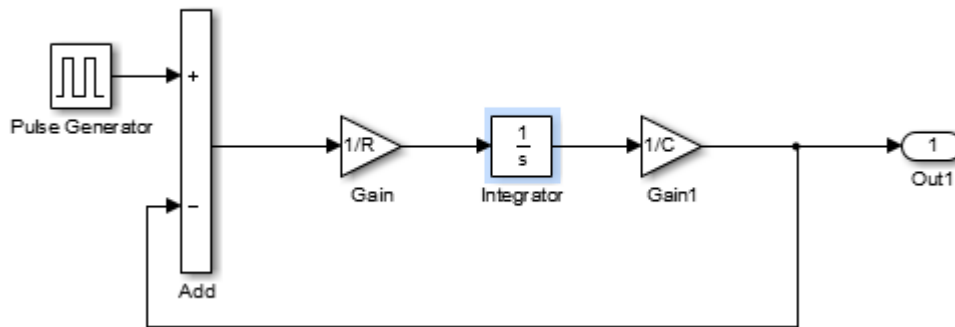 +
Pulse Generator
1/R
Gain
1
s
Integrator
1/C
Gain1
1
Out1
−
Add